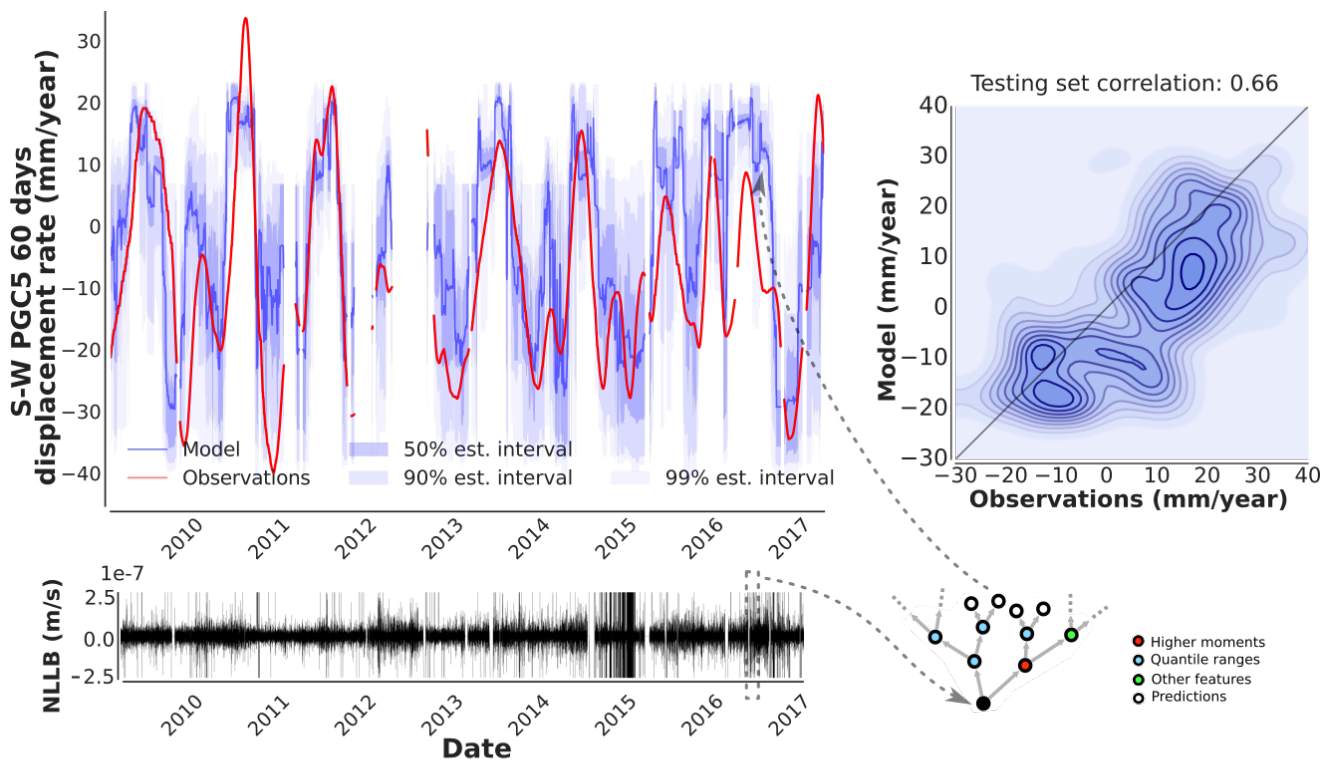 S-W PGC5 60 days
displacement rate (mm/year)
30
20
10
0
−10
−20
−30
−40
Model
Observations
50% est. interval
90% est. interval
99% est. interval
2010
2011
2012
2013
2014
2015
2016
2017
Testing set correlation: 0.66
Model (mm/year)
40
30
20
10
0
−10
−20
−30
−30
−20
−10
0
10
20
30
40
Observations (mm/year)
NLLB (m/s)
1e-7
2.5
0.0
−2.5
2010
2011
2012
2013
2014
2015
2016
2017
Date
Higher moments
Quantile ranges
Other features
Predictions